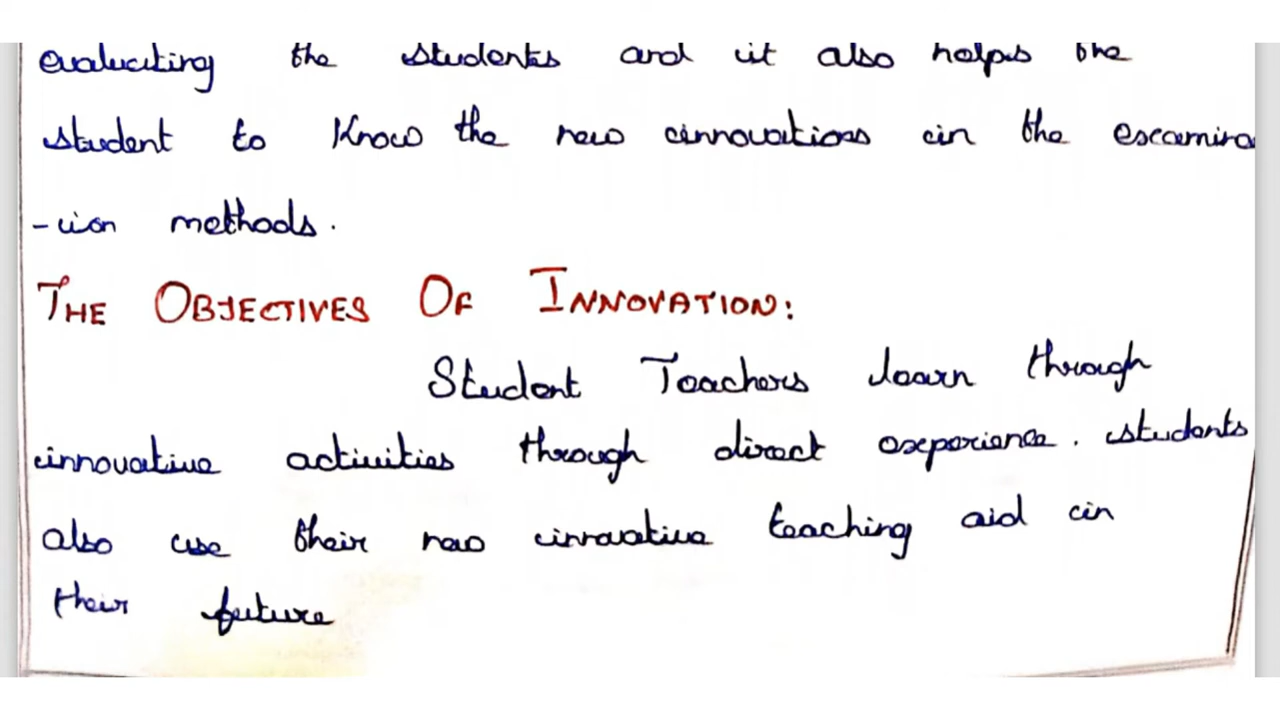 evaluating the students and it also helps the
student to know the new innovations in the examina
-tion methods.
THE OBJECTIVES OF INNOVATION:
Student Teachers learn through
innovative activities through direct experience. students
also use their new innovative teaching aid in
their future